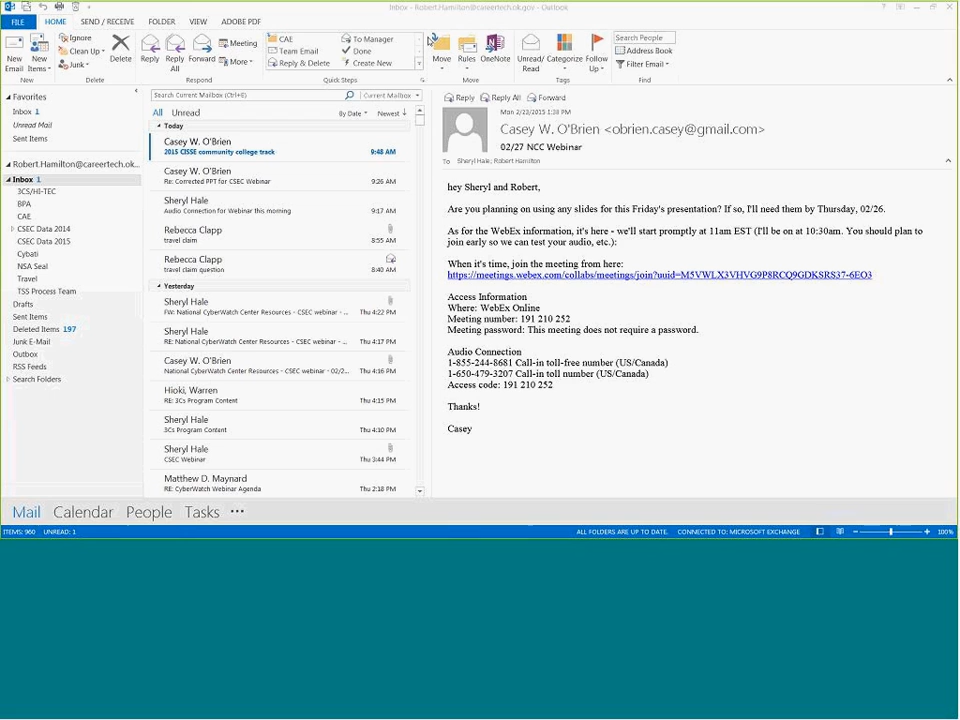 Inbox - Robert.Hamilton@careertech.ok.gov - Outlook
FILE HOME SEND / RECEIVE FOLDER VIEW ADOBE PDF
New Email
New Items
New
Ignore
Clean Up
Junk
Delete
Delete
Reply
Reply All
Forward
Meeting
More
Respond
CAE
Team Email
Reply & Delete
To Manager
Done
Create New
Quick Steps
Move
Rules
OneNote
Move
Unread/ Read
Categorize
Follow Up
Tags
Search People
Address Book
Filter Email
Find
Favorites
Inbox 1
Unread Mail
Sent Items
Robert.Hamilton@careertech.ok...
Inbox 1
3CS/HI-TEC
BPA
CAE
CSEC Data 2014
CSEC Data 2015
Cybati
NSA Seal
Travel
TSS Process Team
Drafts
Sent Items
Deleted Items 197
Junk E-Mail
Outbox
RSS Feeds
Search Folders
Search Current Mailbox (Ctrl+E) Current Mailbox
All Unread By Date Newest
Today
Casey W. O'Brien
2015 CISSE community college track 9:48 AM
Casey W. O'Brien
Re: Corrected PPT for CSEC Webinar 9:26 AM
Sheryl Hale
Audio Connection for Webinar this morning 9:17 AM
Rebecca Clapp
travel claim 8:55 AM
Rebecca Clapp
travel claim question 8:40 AM
Yesterday
Sheryl Hale
FW: National CyberWatch Center Resources - CSEC webinar - ... Thu 4:22 PM
Sheryl Hale
RE: National CyberWatch Center Resources - CSEC webinar - ... Thu 4:17 PM
Casey W. O'Brien
National CyberWatch Center Resources - CSEC webinar - 02/2... Thu 4:16 PM
Hioki, Warren
RE: 3Cs Program Content Thu 4:15 PM
Sheryl Hale
3Cs Program Content Thu 4:10 PM
Sheryl Hale
CSEC Webinar Thu 3:44 PM
Matthew D. Maynard
RE: CyberWatch Webinar Agenda Thu 2:18 PM
Reply Reply All Forward
Mon 2/23/2015 1:38 PM
Casey W. O'Brien <obrien.casey@gmail.com>
02/27 NCC Webinar
To Sheryl Hale; Robert Hamilton
hey Sheryl and Robert,
Are you planning on using any slides for this Friday's presentation? If so, I'll need them by Thursday, 02/26.
As for the WebEx information, it's here - we'll start promptly at 11am EST (I'll be on at 10:30am. You should plan to
join early so we can test your audio, etc.):
When it's time, join the meeting from here:
https://meetings.webex.com/collabs/meetings/join?uuid=M5VWLX3VHVG9P8RCQ9GDKSRS37-6EO3
Access Information
Where: WebEx Online
Meeting number: 191 210 252
Meeting password: This meeting does not require a password.
Audio Connection
1-855-244-8681 Call-in toll-free number (US/Canada)
1-650-479-3207 Call-in toll number (US/Canada)
Access code: 191 210 252
Thanks!
Casey
Mail Calendar People Tasks •••
ITEMS: 960 UNREAD: 1 ALL FOLDERS ARE UP TO DATE. CONNECTED TO: MICROSOFT EXCHANGE 100%